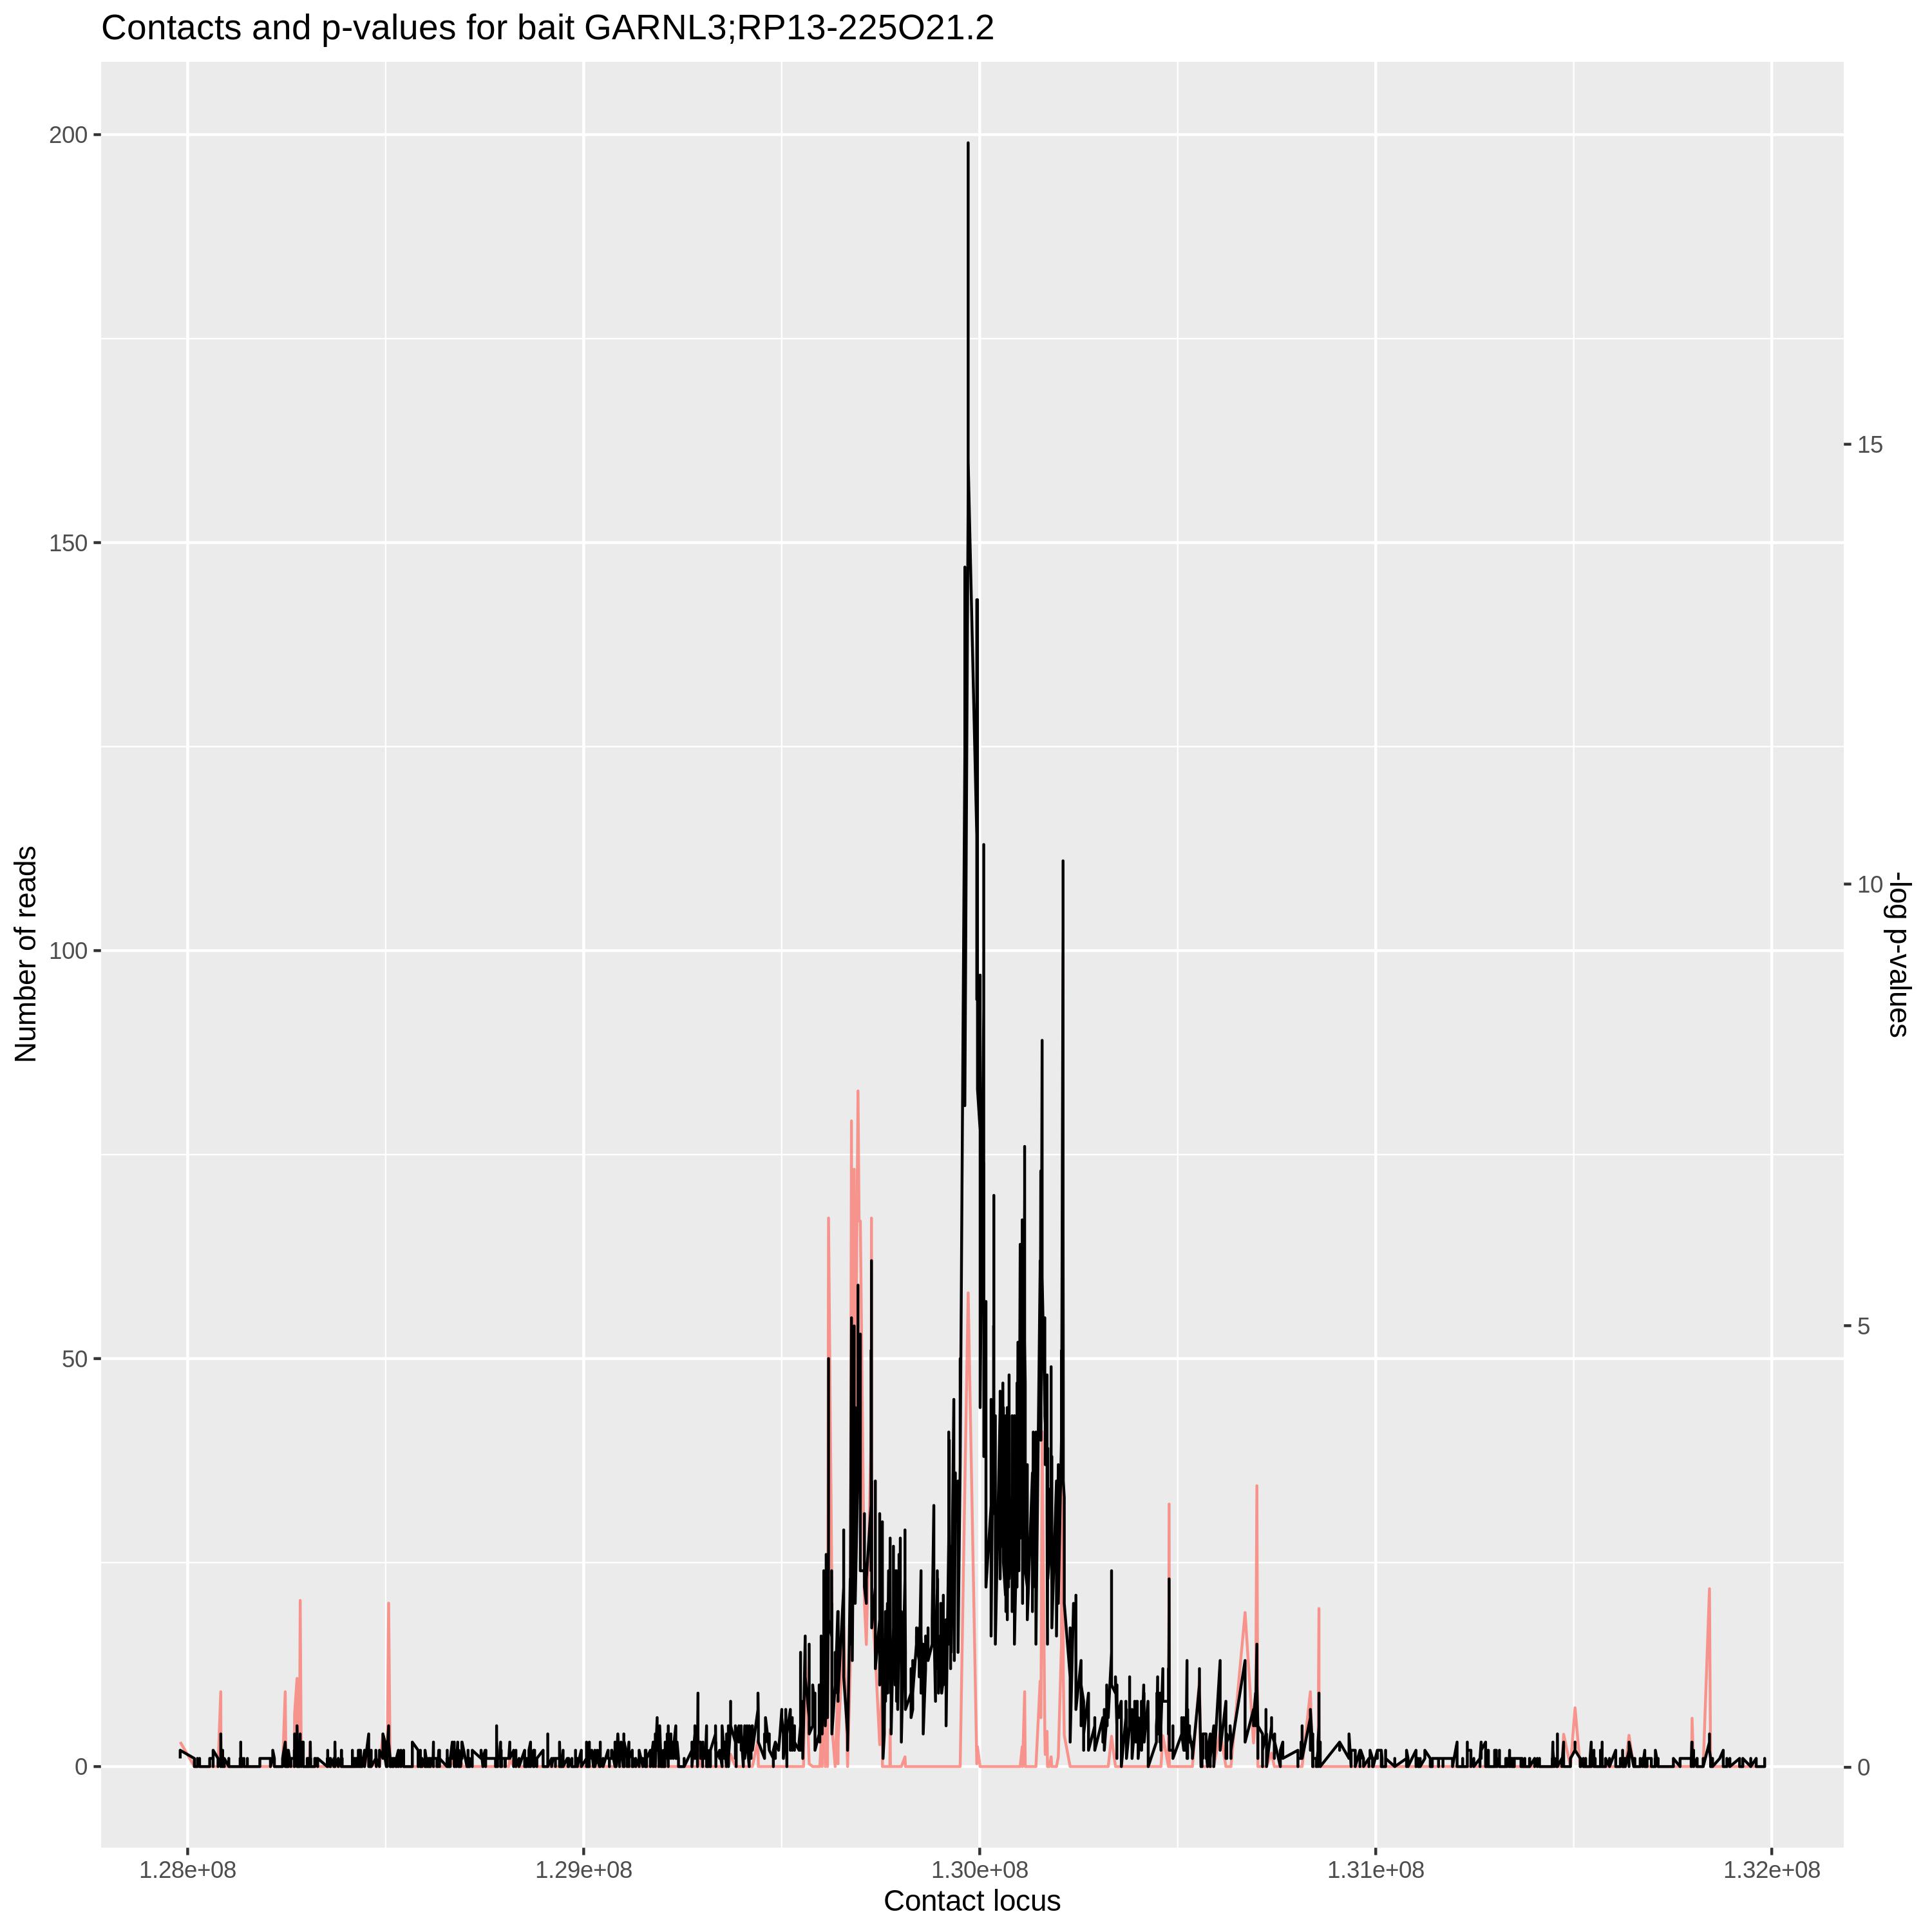 Contacts and p-values for bait GARNL3;RP13-225O21.2
200
150
100
50
0
Number of reads
15
10
5
0
-log p-values
1.28e+08
1.29e+08
1.30e+08
1.31e+08
1.32e+08
Contact locus